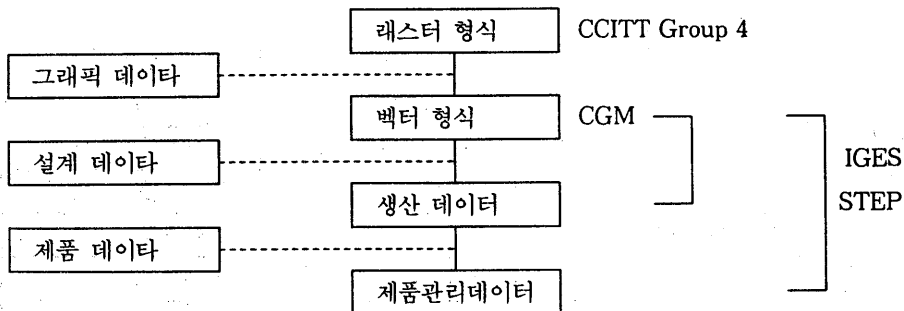 래스터 형식 CCITT Group 4
그래픽 데이타
벡터 형식 CGM
설계 데이타
IGES
생산 데이터
STEP
제품 데이타
제품관리데이터